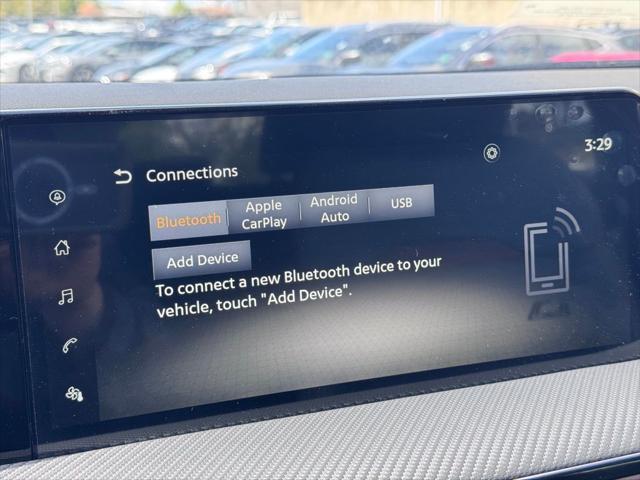 3:29
Connections
Bluetooth
Apple
CarPlay
Android
Auto
USB
Add Device
To connect a new Bluetooth device to your
vehicle, touch "Add Device".